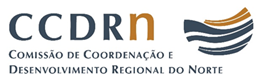 CCDRn
COMISSÃO DE COORDENAÇÃO E
DESENVOLVIMENTO REGIONAL DO NORTE